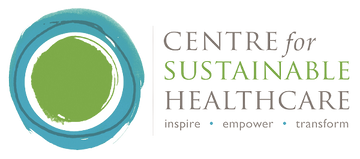 CENTRE for
SUSTAINABLE
HEALTHCARE
inspire • empower • transform